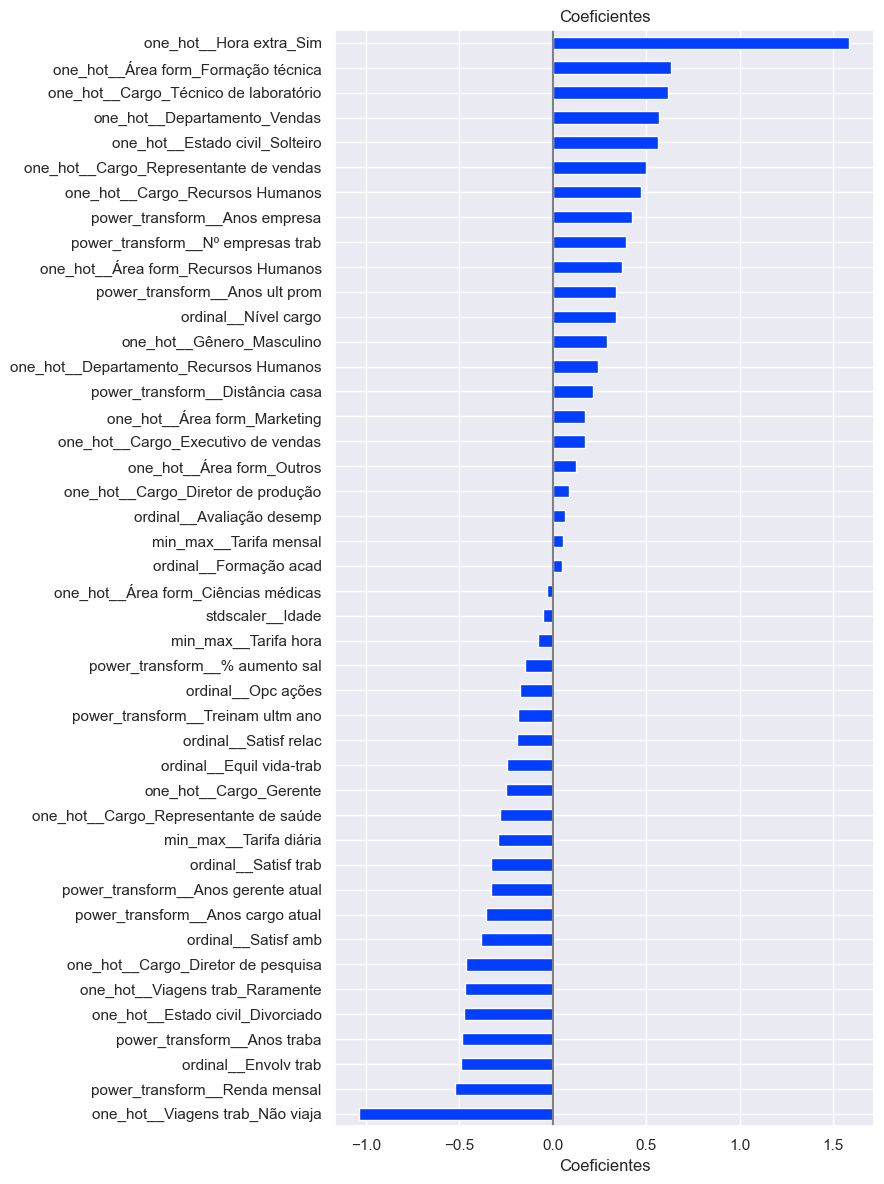 Coeficientes
one_hot__Hora extra_Sim
one_hot__Área form_Formação técnica
one_hot__Cargo_Técnico de laboratório
one_hot__Departamento_Vendas
one_hot__Estado civil_Solteiro
one_hot__Cargo_Representante de vendas
one_hot__Cargo_Recursos Humanos
power_transform__Anos empresa
power_transform__Nº empresas trab
one_hot__Área form_Recursos Humanos
power_transform__Anos ult prom
ordinal__Nível cargo
one_hot__Gênero_Masculino
one_hot__Departamento_Recursos Humanos
power_transform__Distância casa
one_hot__Área form_Marketing
one_hot__Cargo_Executivo de vendas
one_hot__Área form_Outros
one_hot__Cargo_Diretor de produção
ordinal__Avaliação desemp
min_max__Tarifa mensal
ordinal__Formação acad
one_hot__Área form_Ciências médicas
stdscaler__Idade
min_max__Tarifa hora
power_transform__% aumento sal
ordinal__Opc ações
power_transform__Treinam ultm ano
ordinal__Satisf relac
ordinal__Equil vida-trab
one_hot__Cargo_Gerente
one_hot__Cargo_Representante de saúde
min_max__Tarifa diária
ordinal__Satisf trab
power_transform__Anos gerente atual
power_transform__Anos cargo atual
ordinal__Satisf amb
one_hot__Cargo_Diretor de pesquisa
one_hot__Viagens trab_Raramente
one_hot__Estado civil_Divorciado
power_transform__Anos traba
ordinal__Envolv trab
power_transform__Renda mensal
one_hot__Viagens trab_Não viaja
−1.0 −0.5 0.0 0.5 1.0 1.5
Coeficientes